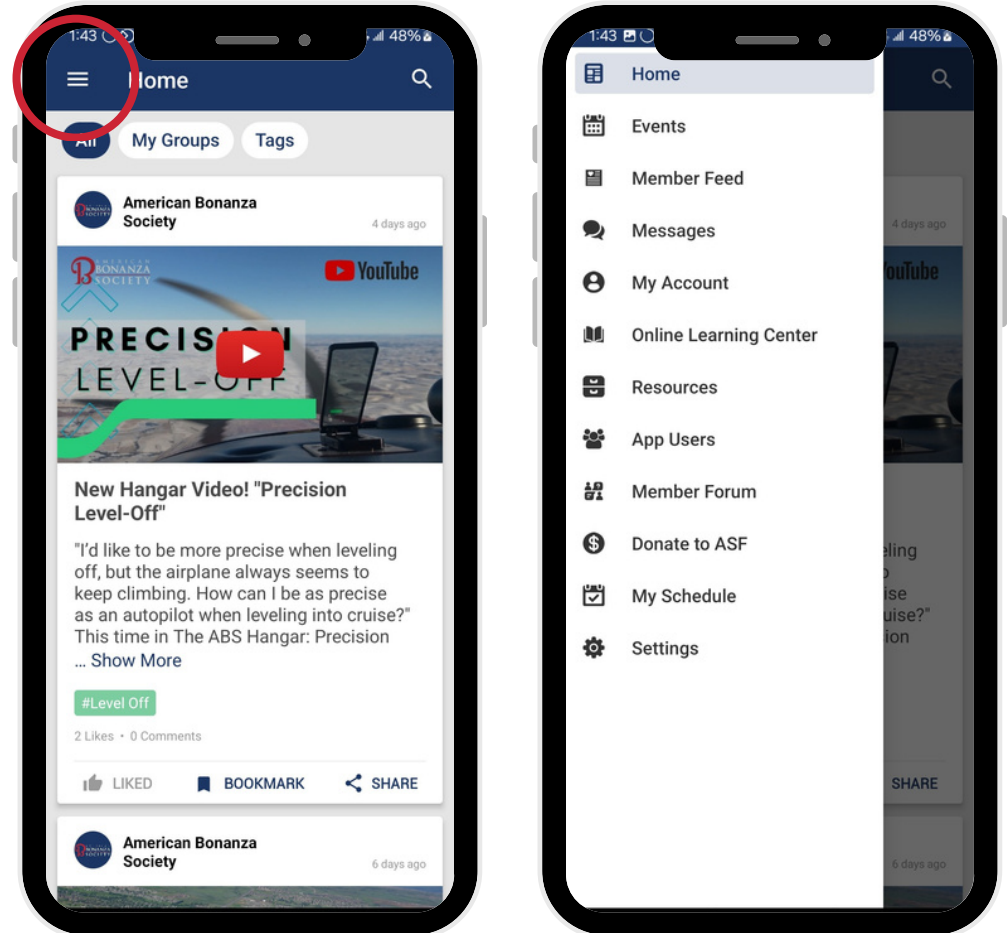 1:43
48%
Home
All
My Groups
Tags
American Bonanza
Society
4 days ago
AMERICAN
BONANZA
SOCIETY
YouTube
PRECIS N
LEVEL-OFF
New Hangar Video! "Precision
Level-Off"
"I'd like to be more precise when leveling
off, but the airplane always seems to
keep climbing. How can I be as precise
as an autopilot when leveling into cruise?"
This time in The ABS Hangar: Precision
... Show More
#Level Off
2 Likes • 0 Comments
LIKED
BOOKMARK
SHARE
American Bonanza
Society
6 days ago
1:43
48%
Home
Events
Member Feed
Messages
My Account
Online Learning Center
Resources
App Users
Member Forum
Donate to ASF
My Schedule
Settings
4 days ago
ouTube
eling
o
ise
uise?"
ion
SHARE
6 days ago